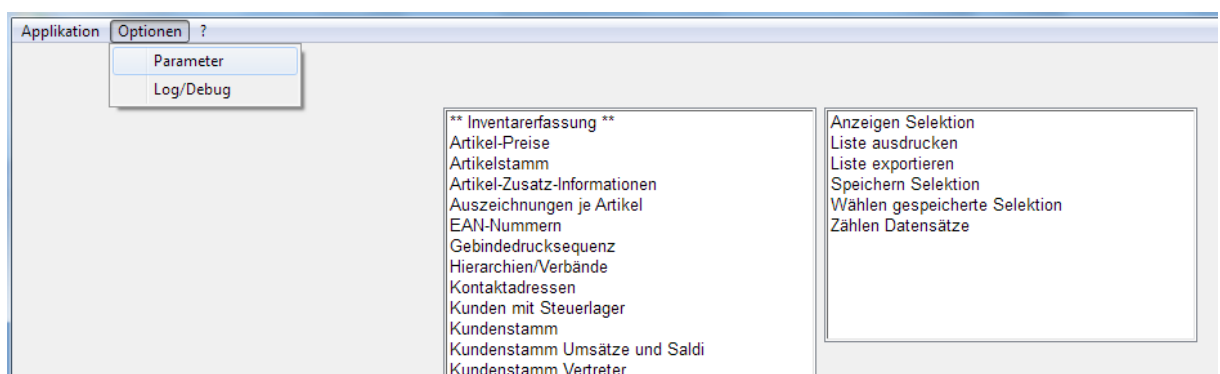 Applikation Optionen ?
Parameter
Log/Debug
** Inventarerfassung **
Artikel-Preise
Artikelstamm
Artikel-Zusatz-Informationen
Auszeichnungen je Artikel
EAN-Nummern
Gebindedrucksequenz
Hierarchien/Verbände
Kontaktadressen
Kunden mit Steuerlager
Kundenstamm
Kundenstamm Umsätze und Saldi
Kundenstamm Vertreter
Anzeigen Selektion
Liste ausdrucken
Liste exportieren
Speichern Selektion
Wählen gespeicherte Selektion
Zählen Datensätze